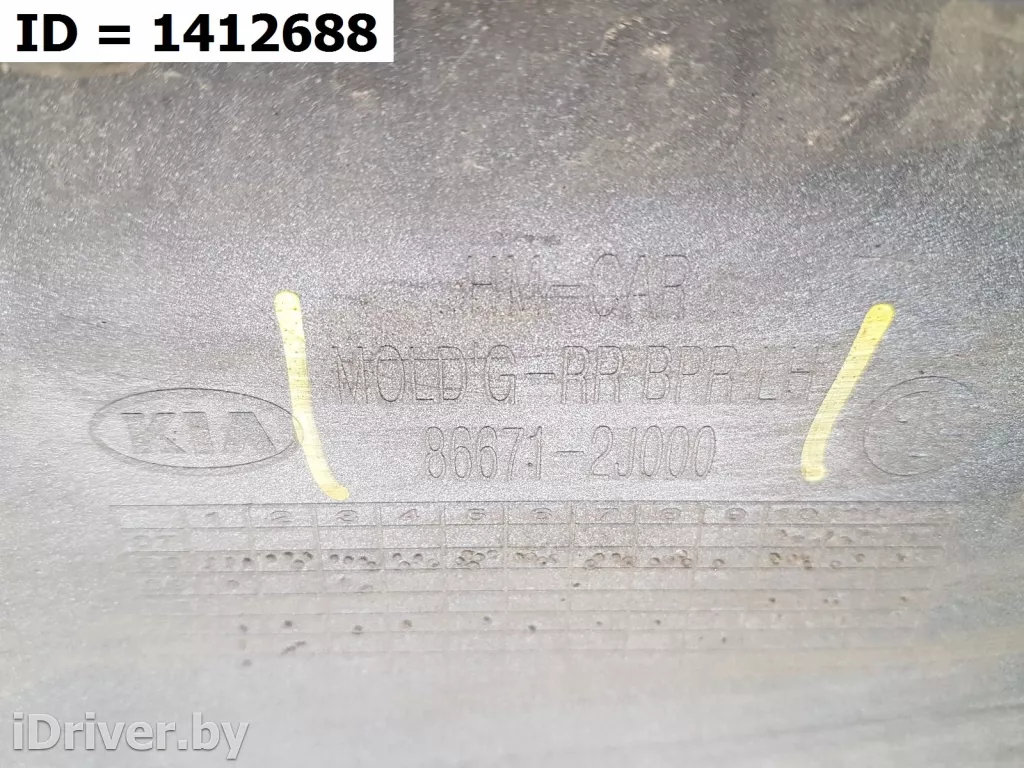 ID = 1412688
HM-CAR
MOLD'G-RR BPR LH
KIA
86671-2J000
1 2 3 4 5 6 7 8 9
07
iDriver.by